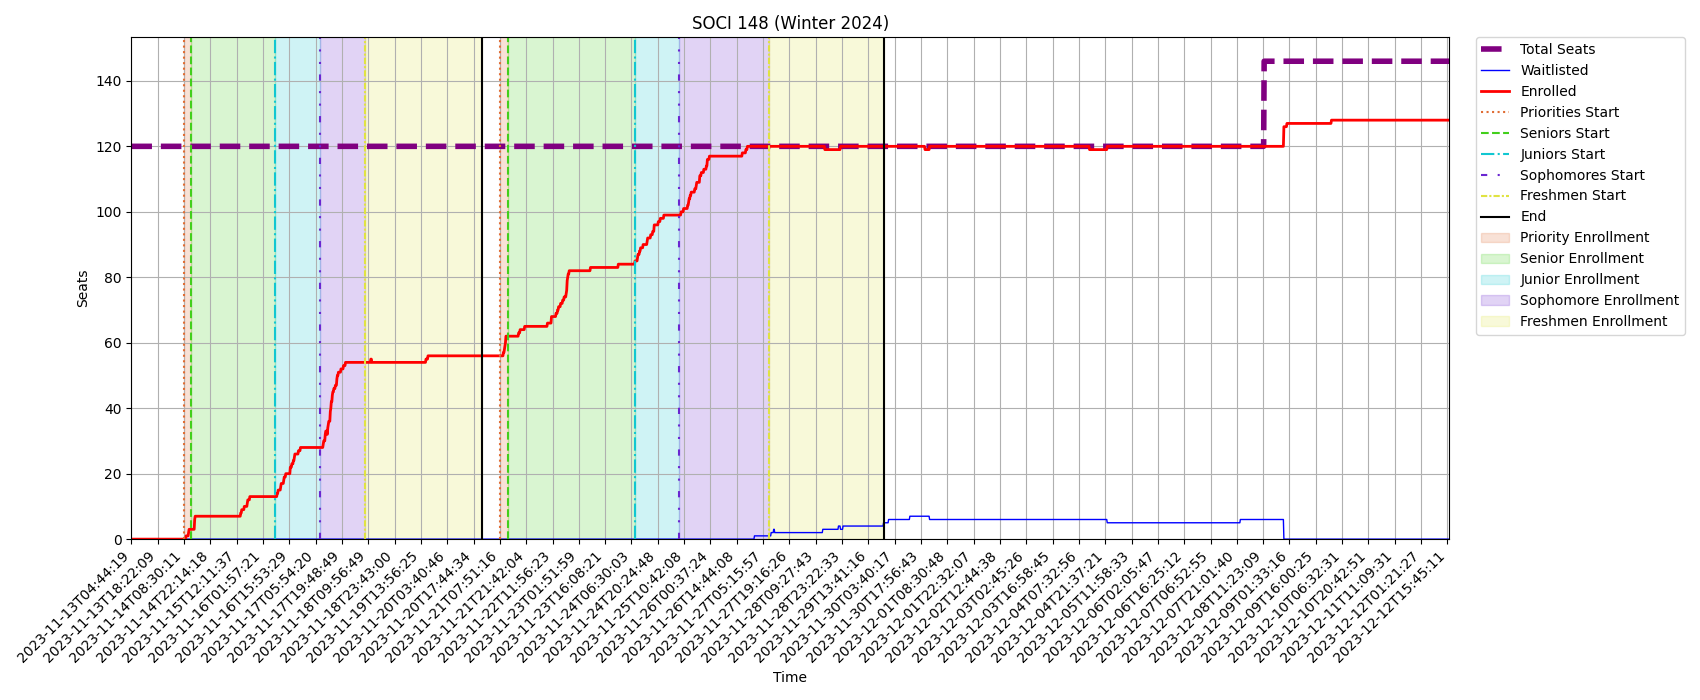 SOCI 148 (Winter 2024)
Seats
140
120
100
80
60
40
20
0
2023-11-13T04:44:19
2023-11-13T18:22:09
2023-11-14T08:30:11
2023-11-14T22:14:18
2023-11-15T12:11:37
2023-11-16T01:57:21
2023-11-16T15:53:29
2023-11-17T05:54:20
2023-11-17T19:48:49
2023-11-18T09:56:49
2023-11-18T23:43:00
2023-11-19T13:56:25
2023-11-20T03:40:46
2023-11-20T17:44:34
2023-11-21T07:51:16
2023-11-21T21:42:04
2023-11-22T11:56:23
2023-11-23T01:51:59
2023-11-23T16:08:21
2023-11-24T06:30:03
2023-11-24T20:24:48
2023-11-25T10:42:08
2023-11-26T00:37:24
2023-11-26T14:44:08
2023-11-27T05:15:57
2023-11-27T19:16:26
2023-11-28T09:27:43
2023-11-28T23:22:33
2023-11-29T13:41:16
2023-11-30T03:40:17
2023-11-30T17:56:43
2023-12-01T08:30:48
2023-12-01T22:32:07
2023-12-02T12:44:38
2023-12-03T02:45:26
2023-12-03T16:58:45
2023-12-04T07:32:56
2023-12-04T21:37:21
2023-12-05T11:58:33
2023-12-06T02:05:47
2023-12-06T16:25:12
2023-12-07T06:52:55
2023-12-07T21:01:40
2023-12-08T11:23:09
2023-12-09T01:33:16
2023-12-09T16:00:25
2023-12-10T06:32:31
2023-12-10T20:42:51
2023-12-11T11:09:31
2023-12-12T01:21:27
2023-12-12T15:45:11
Time
Total Seats
Waitlisted
Enrolled
Priorities Start
Seniors Start
Juniors Start
Sophomores Start
Freshmen Start
End
Priority Enrollment
Senior Enrollment
Junior Enrollment
Sophomore Enrollment
Freshmen Enrollment